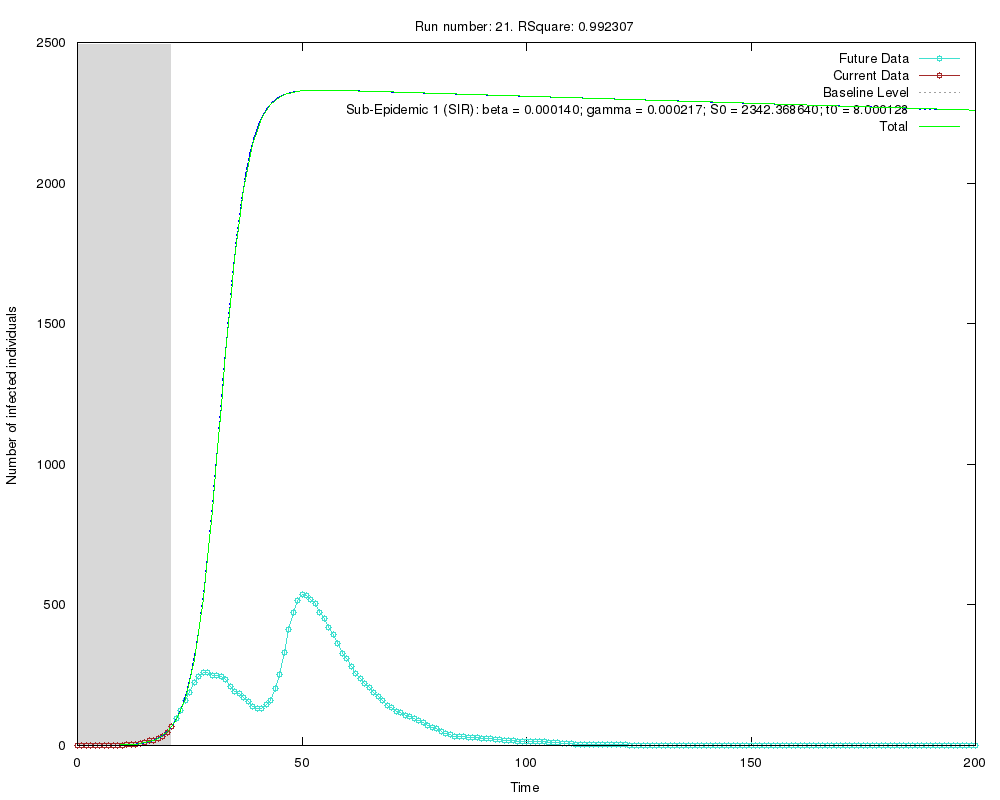 Run number: 21. RSquare: 0.992307
2500
2000
1500
1000
500
0
0
50
100
150
200
Number of infected individuals
Time
Future Data
Current Data
Baseline Level
Sub-Epidemic 1 (SIR): beta = 0.000140; gamma = 0.000217; S0 = 2342.368640; t0 = 8.000128
Total